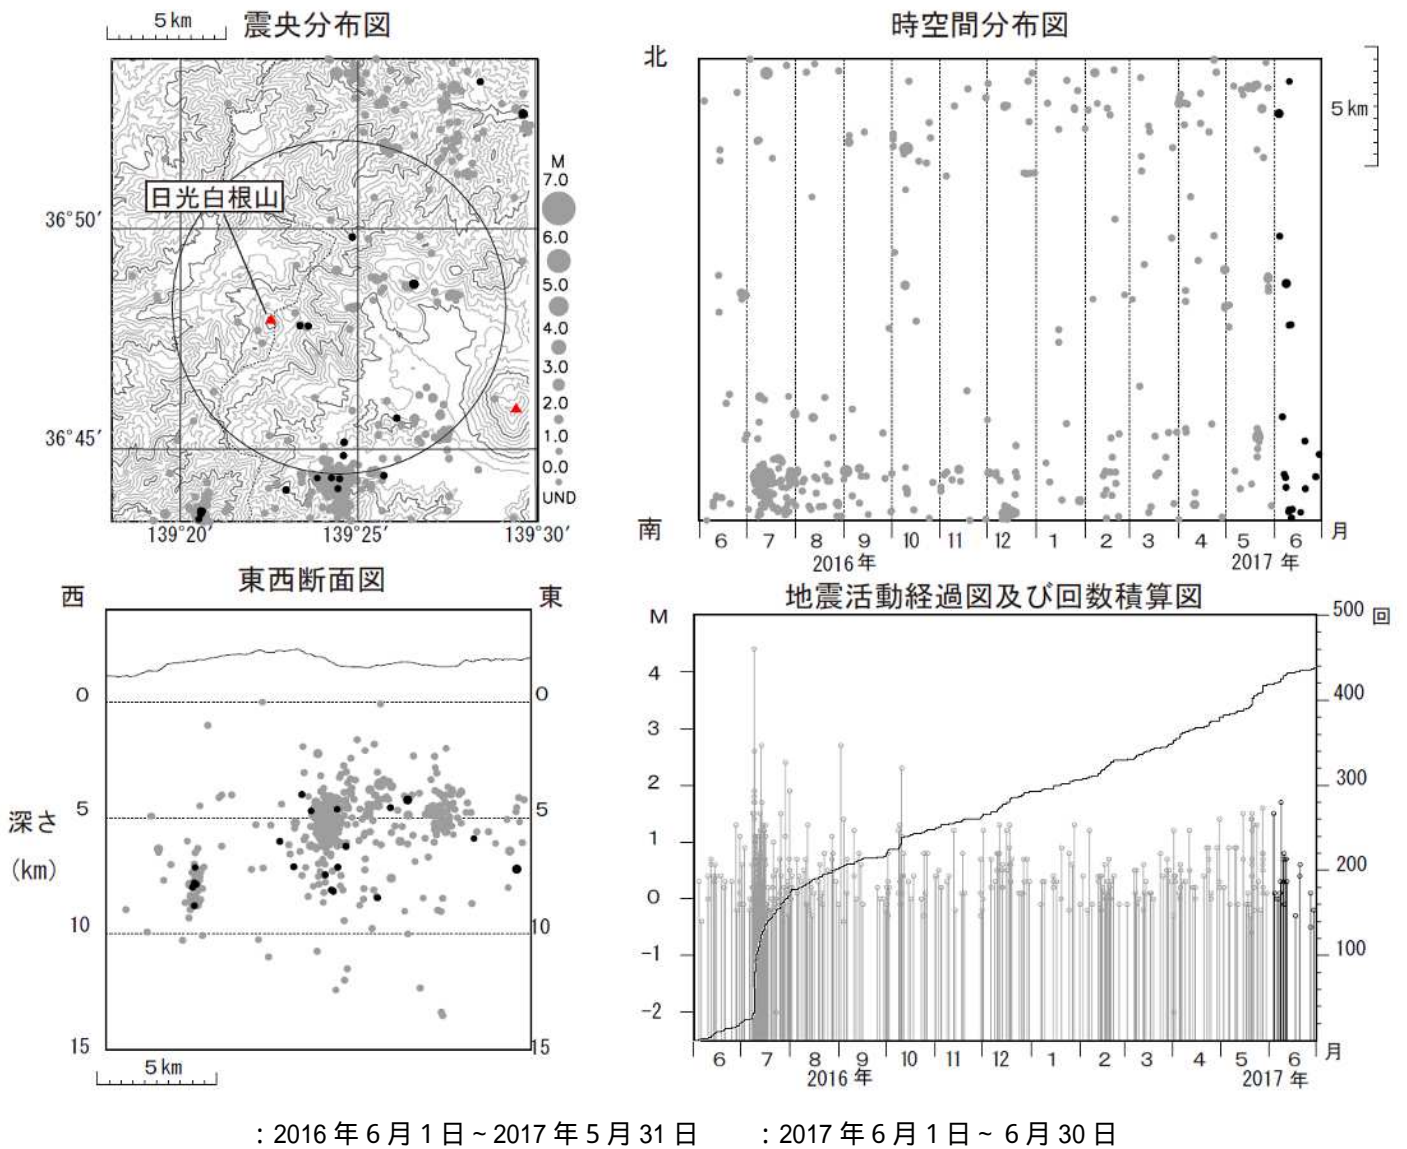 5km
震央分布図
日光白根山
36°50′
36°45′
139°20′
139°25′
139°30′
M
7.0
6.0
5.0
4.0
3.0
2.0
1.0
0.0
UND
時空間分布図
北
南
5km
6
7
8
9
10
11
12
1
2
3
4
5
6
月
2016年
2017年
東西断面図
西
東
0
0
深さ
(km)
5
5
10
10
15
15
5km
地震活動経過図及び回数積算図
M
500
回
4
400
3
300
2
1
200
0
-1
100
-2
6
7
8
9
10
11
12
1
2
3
4
5
6
月
2016年
2017年
：2016年6月1日～2017年5月31日
：2017年6月1日～6月30日